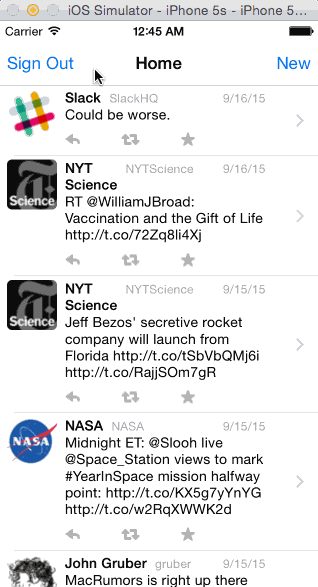 iOS Simulator - iPhone 5s - iPhone 5...
Carrier 12:45 AM
Sign Out Home New
Slack SlackHQ 9/16/15
Could be worse.
NYT NYTScience 9/16/15
Science
Science
RT @WilliamJBroad:
Vaccination and the Gift of Life
http://t.co/72Zq8li4Xj
NYT NYTScience 9/15/15
Science
Science
Jeff Bezos' secretive rocket
company will launch from
Florida http://t.co/tSbVbQMj6i
http://t.co/RajjSOm7gR
NASA NASA 9/15/15
NASA
Midnight ET: @Slooh live
@Space_Station views to mark
#YearInSpace mission halfway
point: http://t.co/KX5g7yYnYG
http://t.co/w2RqXWWK2d
John Gruber gruber 9/15/15
MacRumors is right up there